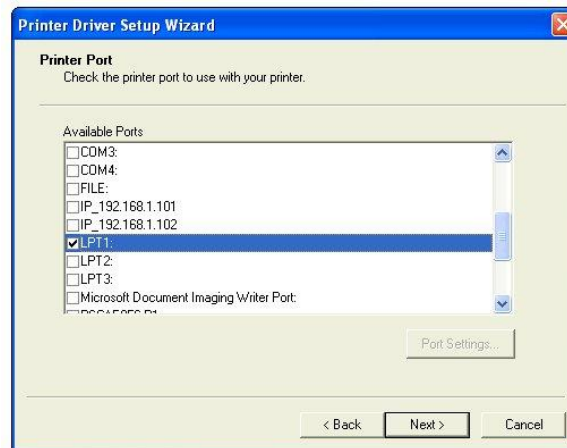 Printer Driver Setup Wizard
Printer Port
Check the printer port to use with your printer.
Available Ports
COM3:
COM4:
FILE:
IP_192.168.1.101
IP_192.168.1.102
LPT1:
LPT2:
LPT3:
Microsoft Document Imaging Writer Port:
Port Settings...
< Back
Next >
Cancel